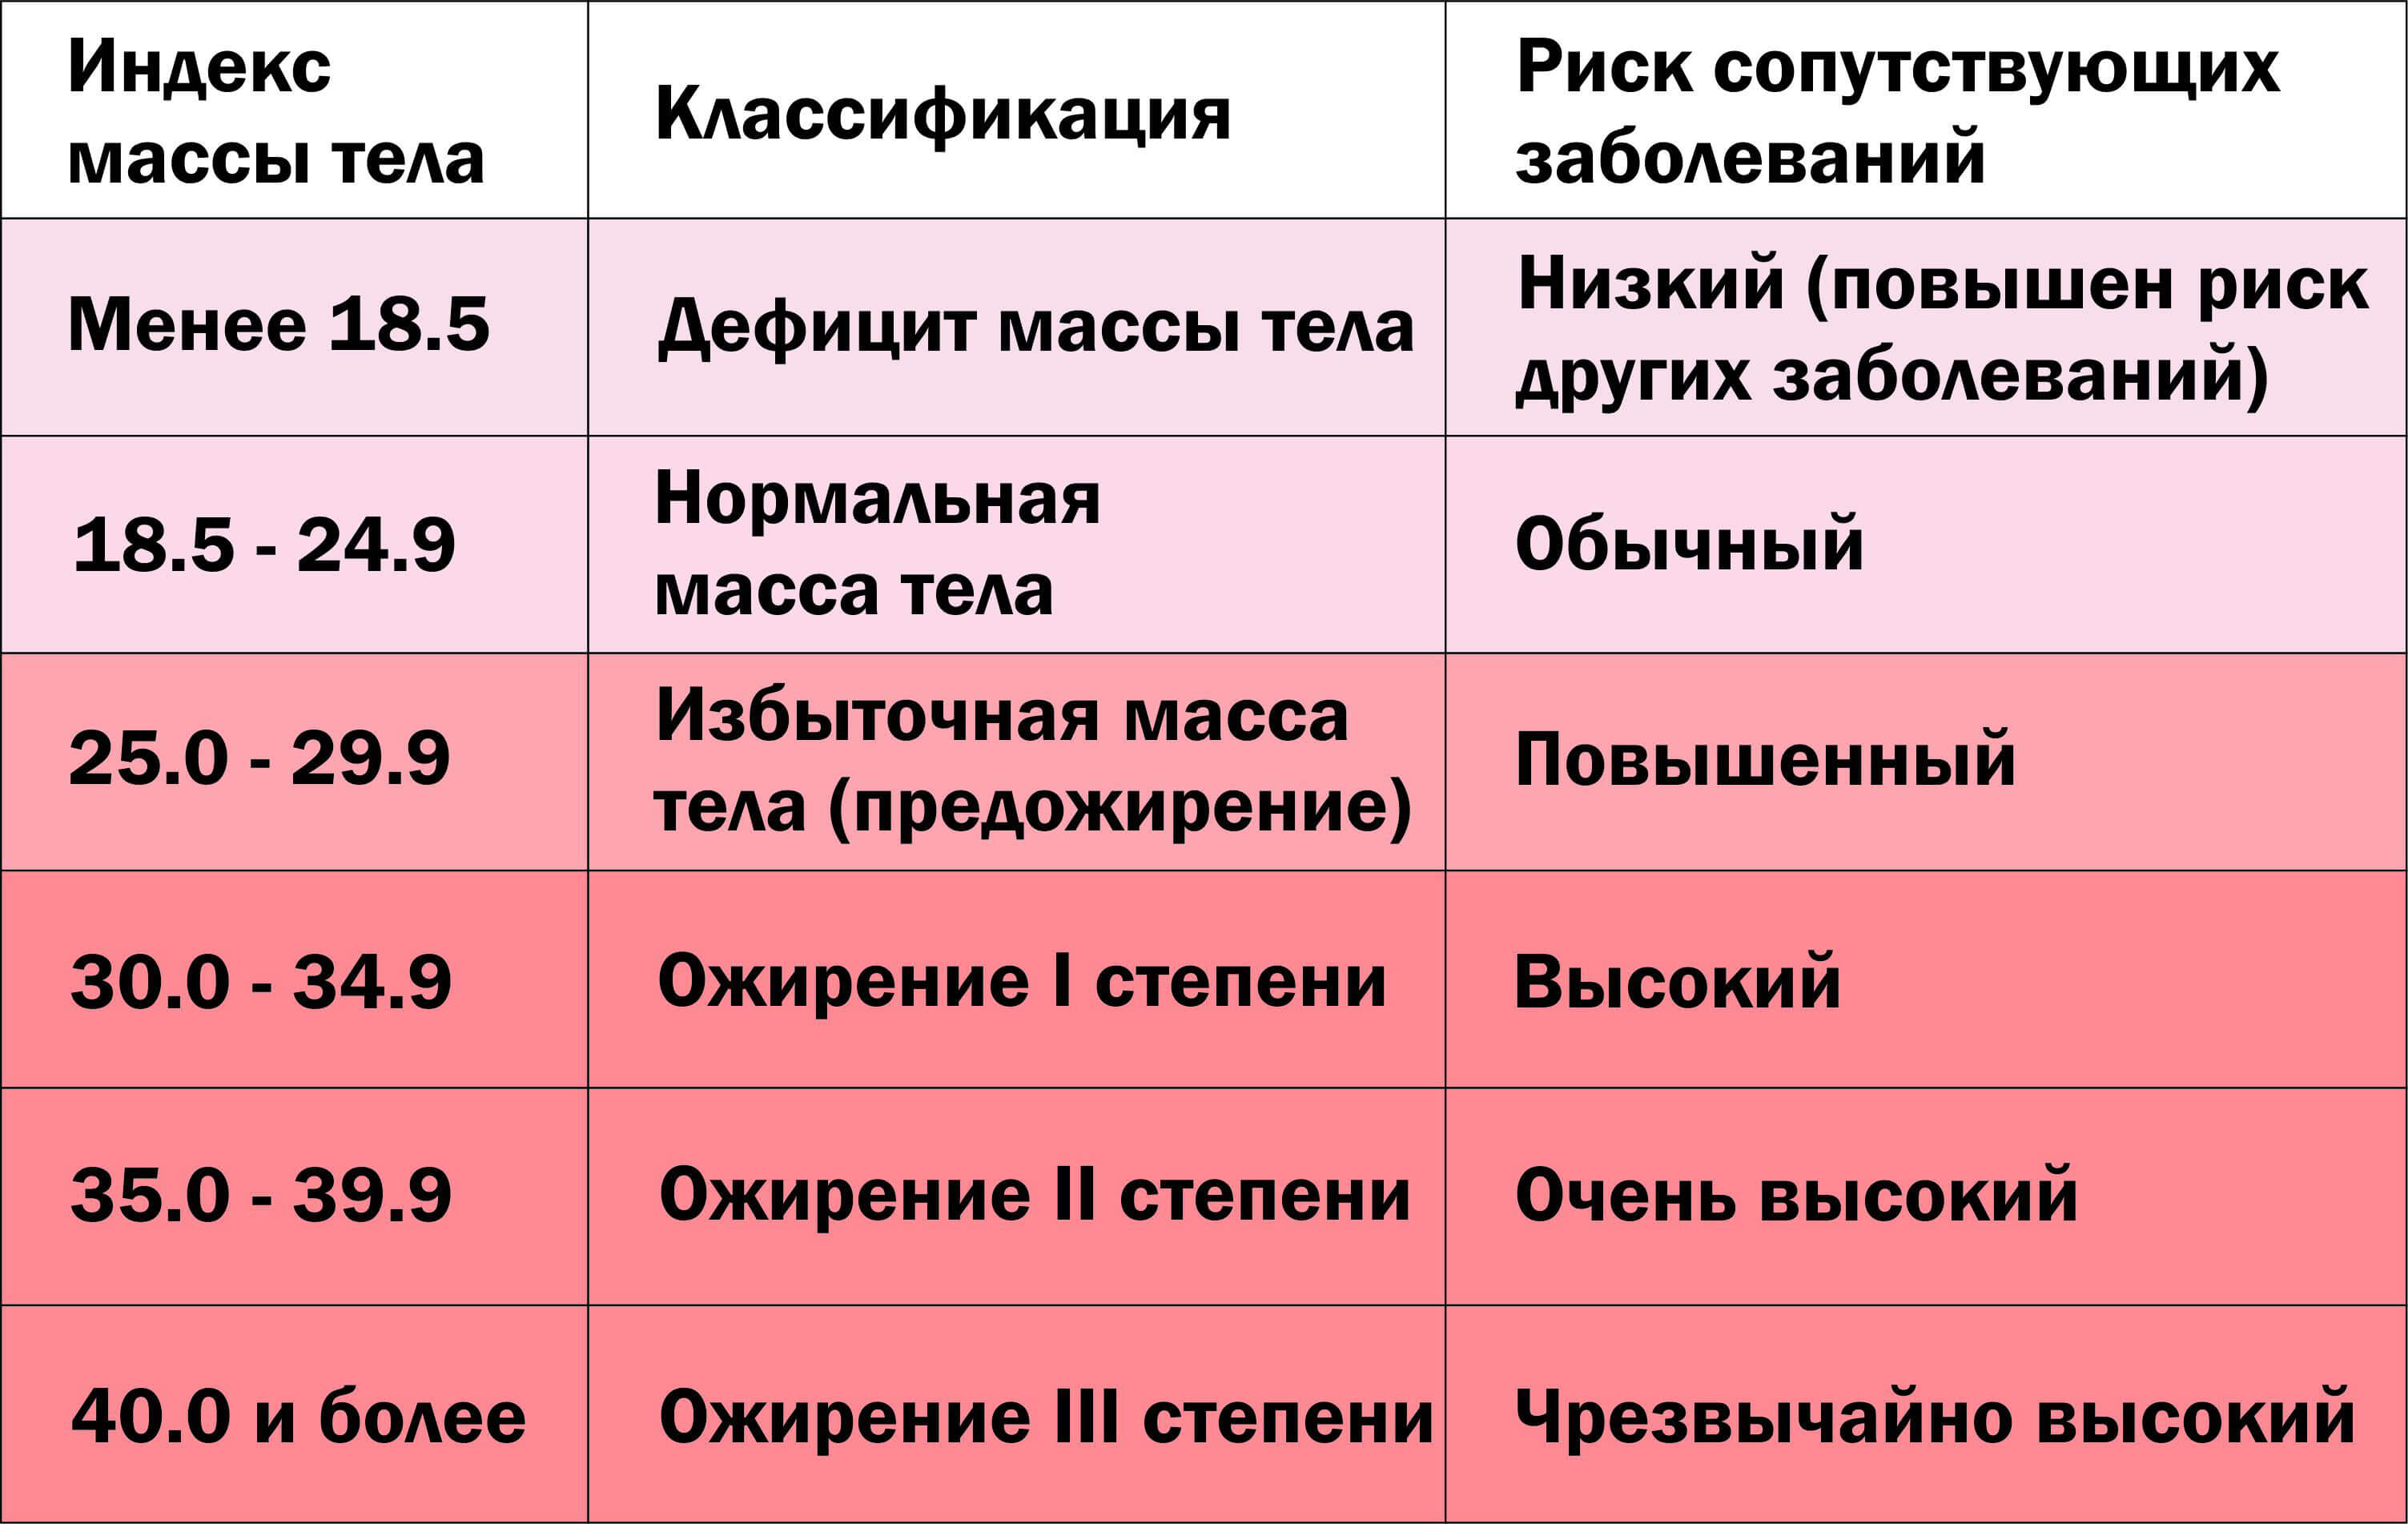 Индекс
массы тела
Классификация
Риск сопутствующих
заболеваний
Менее 18.5
Дефицит массы тела
Низкий (повышен риск
других заболеваний)
18.5 - 24.9
Нормальная
масса тела
Обычный
25.0 - 29.9
Избыточная масса
тела (предожирение)
Повышенный
30.0 - 34.9
Ожирение I степени
Высокий
35.0 - 39.9
Ожирение II степени
Очень высокий
40.0 и более
Ожирение III степени
Чрезвычайно высокий